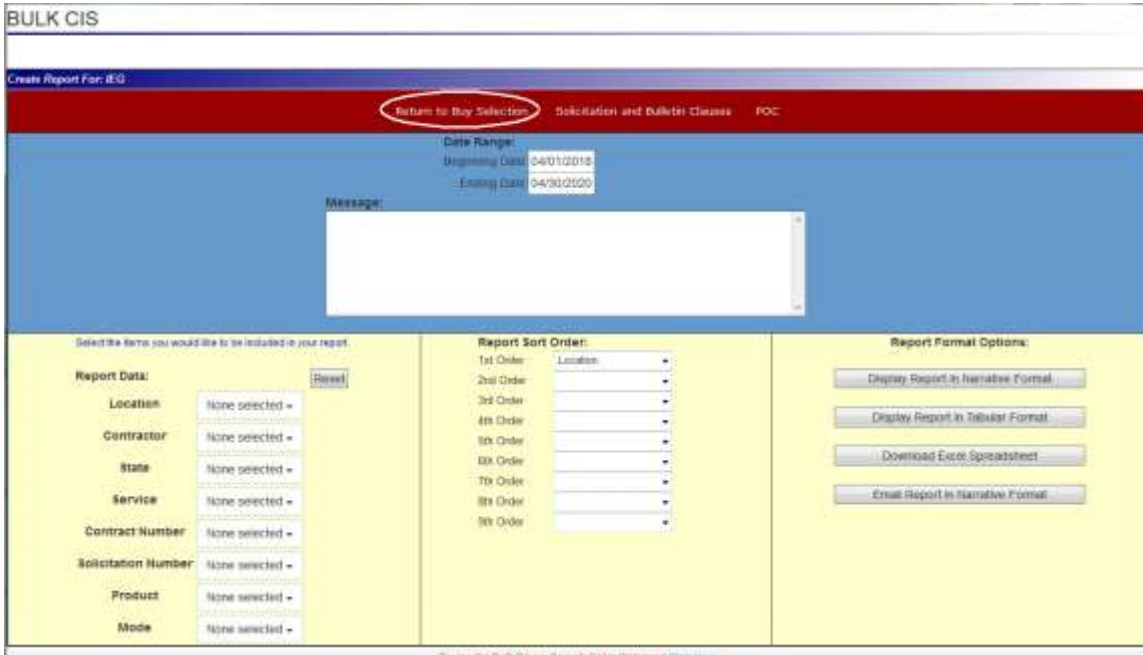 BULK CIS
Create Report For: IEG
Return to Buy Selection Solicitation and Bulletin Clauses POC
Date Range:
Beginning Date 04/01/2018
Ending Date 04/30/2020
Message:
Select the items you would like to be included in your report.
Report Data: Reset
Location None selected
Contractor None selected
State None selected
Service None selected
Contract Number None selected
Solicitation Number None selected
Product None selected
Mode None selected
Report Sort Order:
1st Order Location
2nd Order
3rd Order
4th Order
5th Order
6th Order
7th Order
8th Order
9th Order
Report Format Options:
Display Report in Narrative Format
Display Report in Tabular Format
Download Excel Spreadsheet
Email Report in Narrative Format